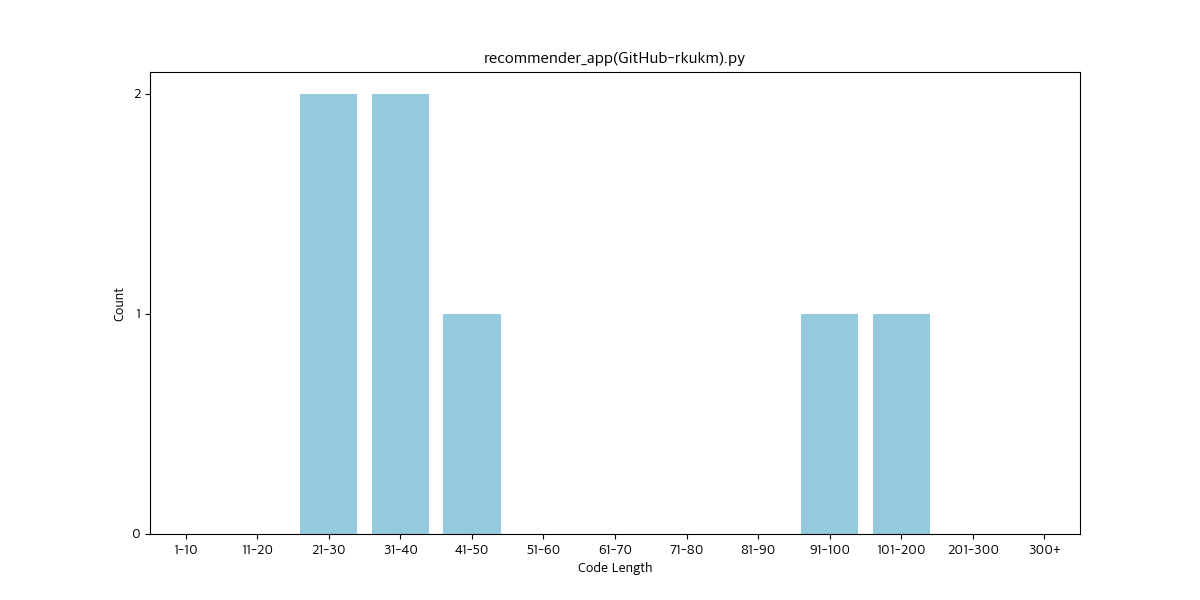 recommender_app(GitHub-rkukm).py
2
1
0
Count
1-10 11-20 21-30 31-40 41-50 51-60 61-70 71-80 81-90 91-100 101-200 201-300 300+
Code Length